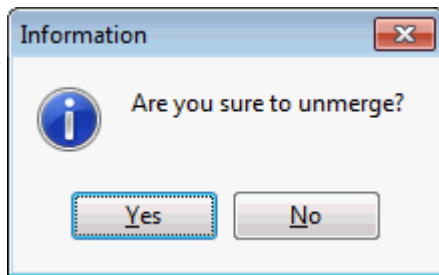 Information
Are you sure to unmerge?
Yes
No